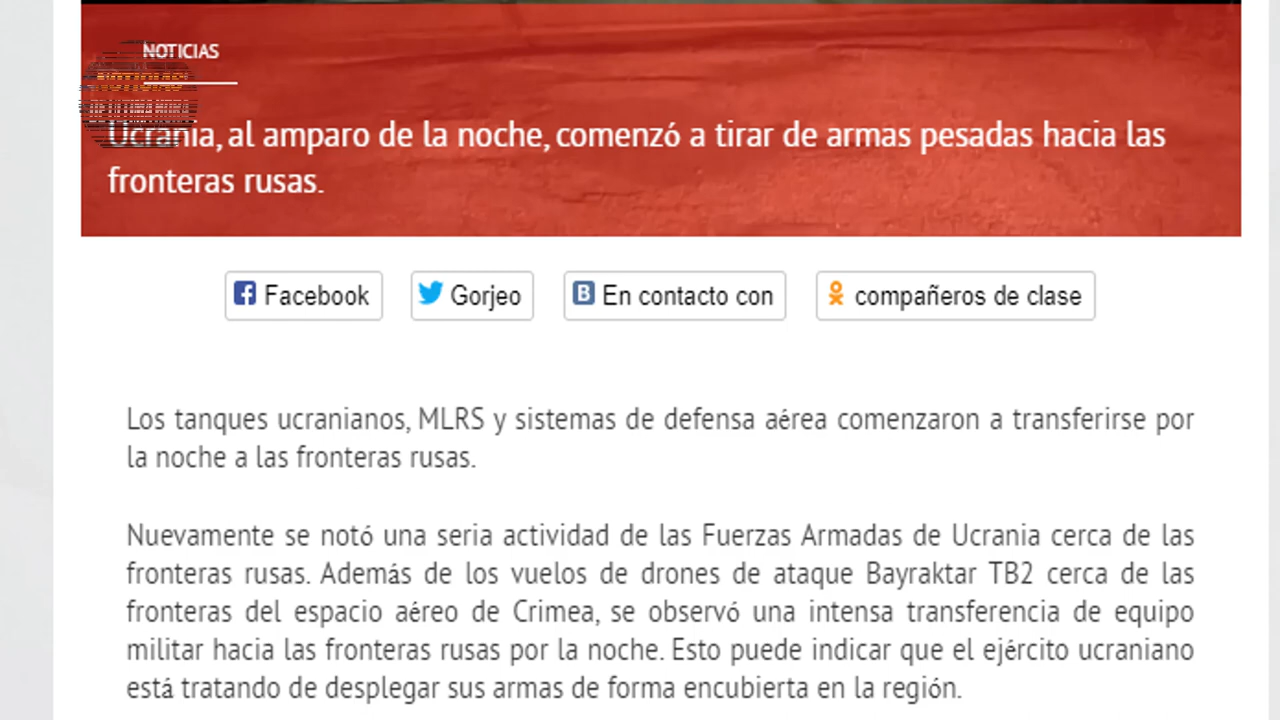 NOTICIAS
NOTICIAS
Ucrania, al amparo de la noche, comenzó a tirar de armas pesadas hacia las
fronteras rusas.
Facebook
Gorjeo
En contacto con
compañeros de clase
Los tanques ucranianos, MLRS y sistemas de defensa aérea comenzaron a transferirse por
la noche a las fronteras rusas.
Nuevamente se notó una seria actividad de las Fuerzas Armadas de Ucrania cerca de las
fronteras rusas. Además de los vuelos de drones de ataque Bayraktar TB2 cerca de las
fronteras del espacio aéreo de Crimea, se observó una intensa transferencia de equipo
militar hacia las fronteras rusas por la noche. Esto puede indicar que el ejército ucraniano
está tratando de desplegar sus armas de forma encubierta en la región.